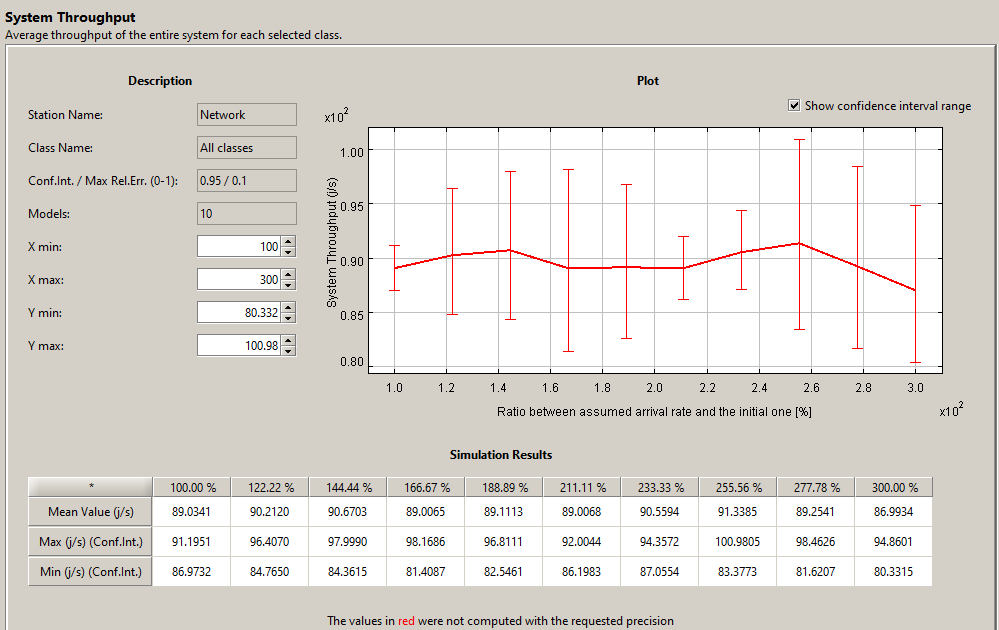 System Throughput
Average throughput of the entire system for each selected class.
Description
Station Name: Network
Class Name: All classes
Conf.Int. / Max Rel.Err. (0-1): 0.95 / 0.1
Models: 10
X min: 100
X max: 300
Y min: 80.332
Y max: 100.98
Plot
Show confidence interval range
x10^2
1.00
0.95
0.90
0.85
0.80
System Throughput (j/s)
1.0 1.2 1.4 1.6 1.8 2.0 2.2 2.4 2.6 2.8 3.0
Ratio between assumed arrival rate and the initial one [%]
x10^2
Simulation Results
* 100.00 % 122.22 % 144.44 % 166.67 % 188.89 % 211.11 % 233.33 % 255.56 % 277.78 % 300.00 %
Mean Value (j/s) 89.0341 90.2120 90.6703 89.0065 89.1113 89.0068 90.5594 91.3385 89.2541 86.9934
Max (j/s) (Conf.Int.) 91.1951 96.4070 97.9990 98.1686 96.8111 92.0044 94.3572 100.9805 98.4626 94.8601
Min (j/s) (Conf.Int.) 86.9732 84.7650 84.3615 81.4087 82.5461 86.1983 87.0554 83.3773 81.6207 80.3315
The values in red were not computed with the requested precision